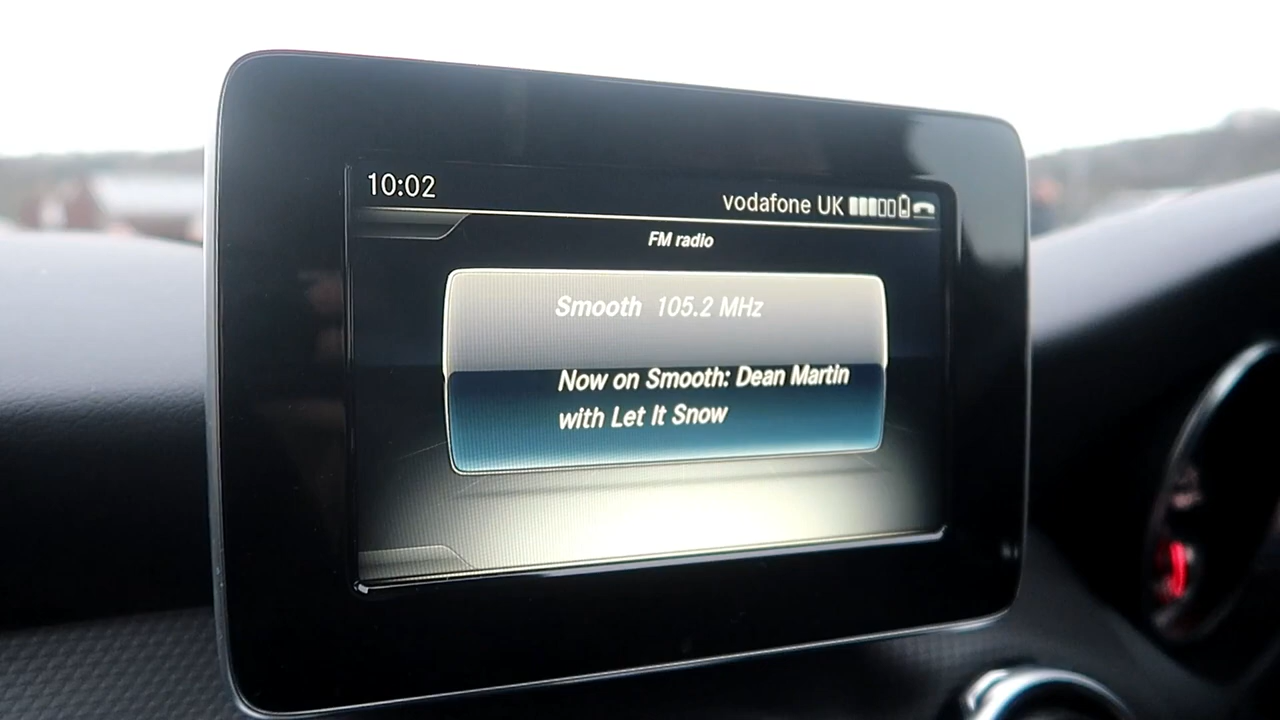 10:02
vodafone UK
FM radio
Smooth 105.2 MHz
Now on Smooth: Dean Martin
with Let It Snow